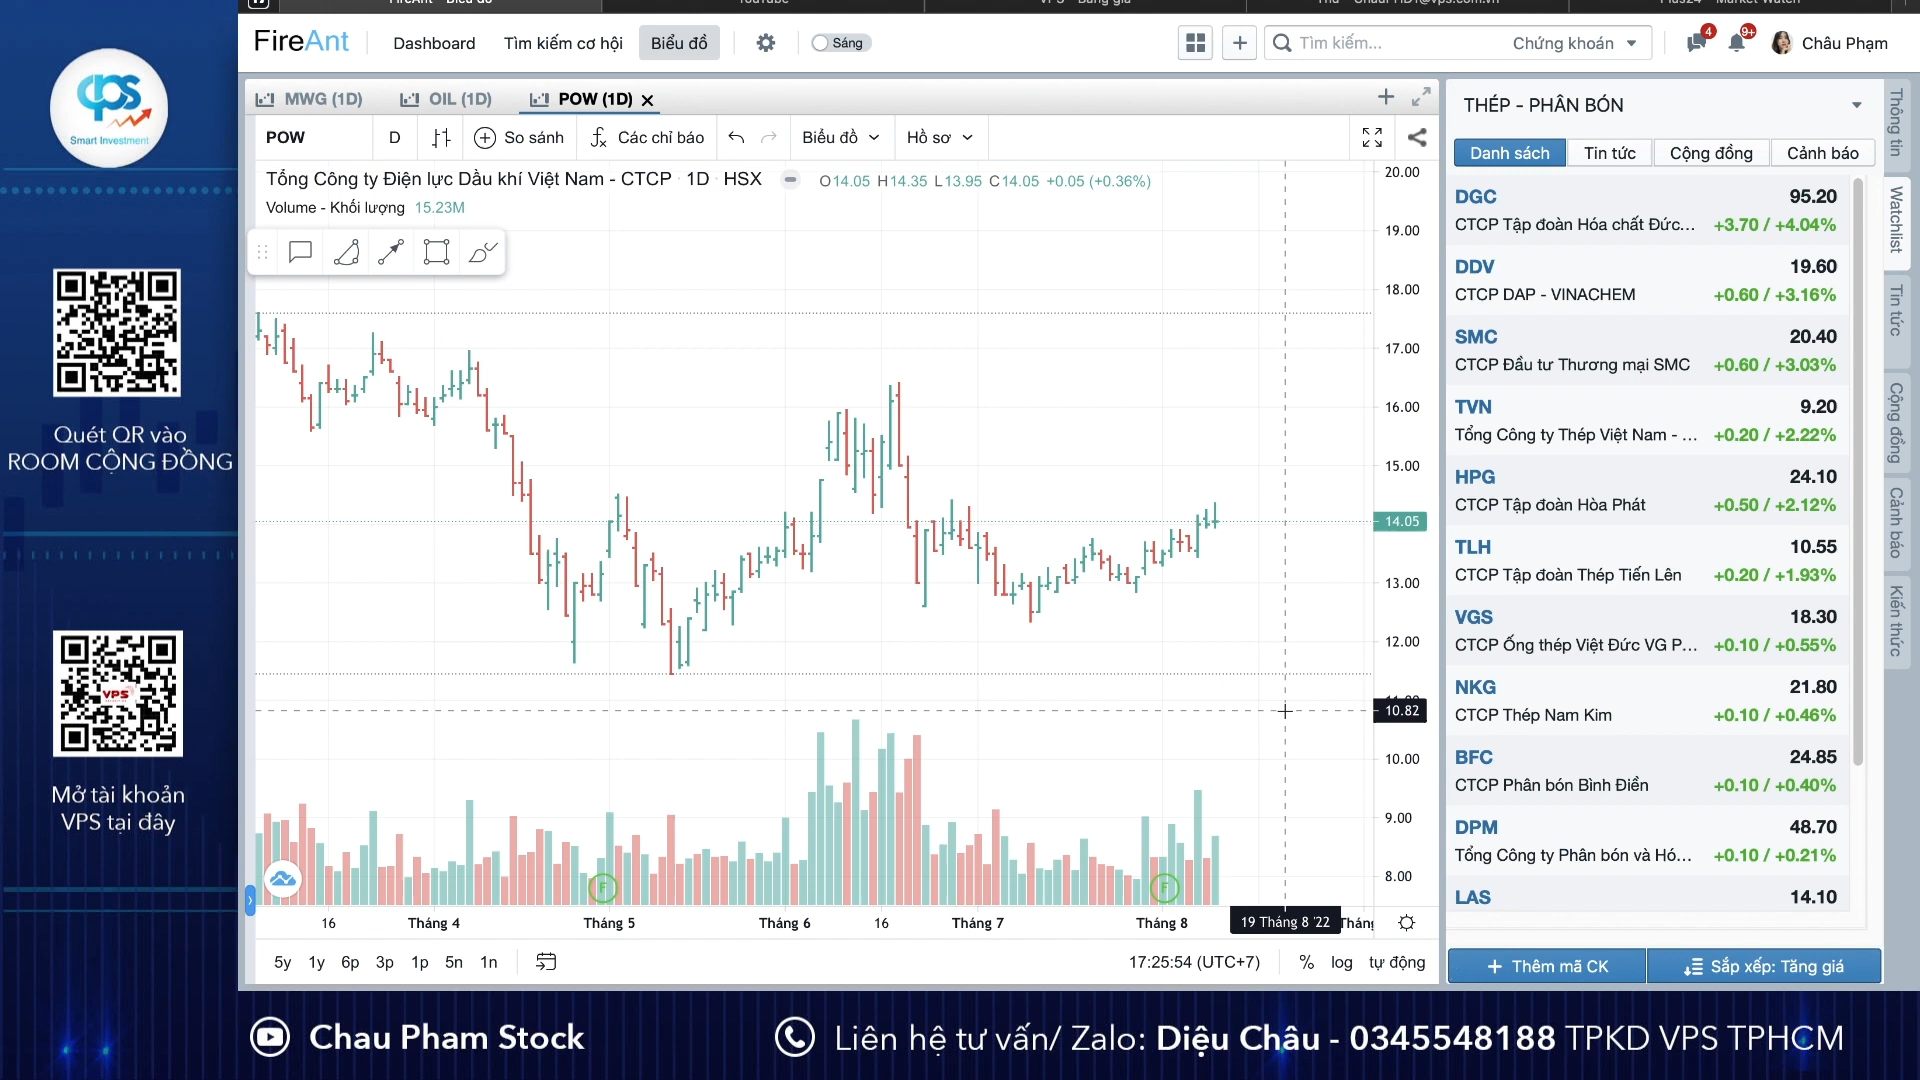 FireAnt
Dashboard
Tìm kiếm cơ hội
Biểu đồ
Sáng
Tìm kiếm...
Chứng khoán
4
9+
Châu Phạm
cps
Smart Investment
Quét QR vào
ROOM CỘNG ĐỒNG
VPS
Mở tài khoản
VPS tại đây
MWG (1D)
OIL (1D)
POW (1D)
POW
D
So sánh
Các chỉ báo
Biểu đồ
Hồ sơ
Tổng Công ty Điện lực Dầu khí Việt Nam - CTCP · 1D · HSX
O14.05 H14.35 L13.95 C14.05 +0.05 (+0.36%)
Volume - Khối lượng 15.23M
20.00
19.00
18.00
17.00
16.00
15.00
14.05
13.00
12.00
10.82
10.00
9.00
8.00
F
F
16
Tháng 4
Tháng 5
Tháng 6
16
Tháng 7
Tháng 8
19 Tháng 8 '22
5y
1y
6p
3p
1p
5n
1n
17:25:54 (UTC+7)
%
log
tự động
THÉP - PHÂN BÓN
Danh sách
Tin tức
Cộng đồng
Cảnh báo
DGC 95.20
CTCP Tập đoàn Hóa chất Đức... +3.70 / +4.04%
DDV 19.60
CTCP DAP - VINACHEM +0.60 / +3.16%
SMC 20.40
CTCP Đầu tư Thương mại SMC +0.60 / +3.03%
TVN 9.20
Tổng Công ty Thép Việt Nam - ... +0.20 / +2.22%
HPG 24.10
CTCP Tập đoàn Hòa Phát +0.50 / +2.12%
TLH 10.55
CTCP Tập đoàn Thép Tiến Lên +0.20 / +1.93%
VGS 18.30
CTCP Ống thép Việt Đức VG P... +0.10 / +0.55%
NKG 21.80
CTCP Thép Nam Kim +0.10 / +0.46%
BFC 24.85
CTCP Phân bón Bình Điền +0.10 / +0.40%
DPM 48.70
Tổng Công ty Phân bón và Hó... +0.10 / +0.21%
LAS 14.10
Thêm mã CK
Sắp xếp: Tăng giá
Thông tin
Watchlist
Tin tức
Cộng đồng
Cảnh báo
Kiến thức
Chau Pham Stock
Liên hệ tư vấn/ Zalo: Diệu Châu - 0345548188 TPKD VPS TPHCM